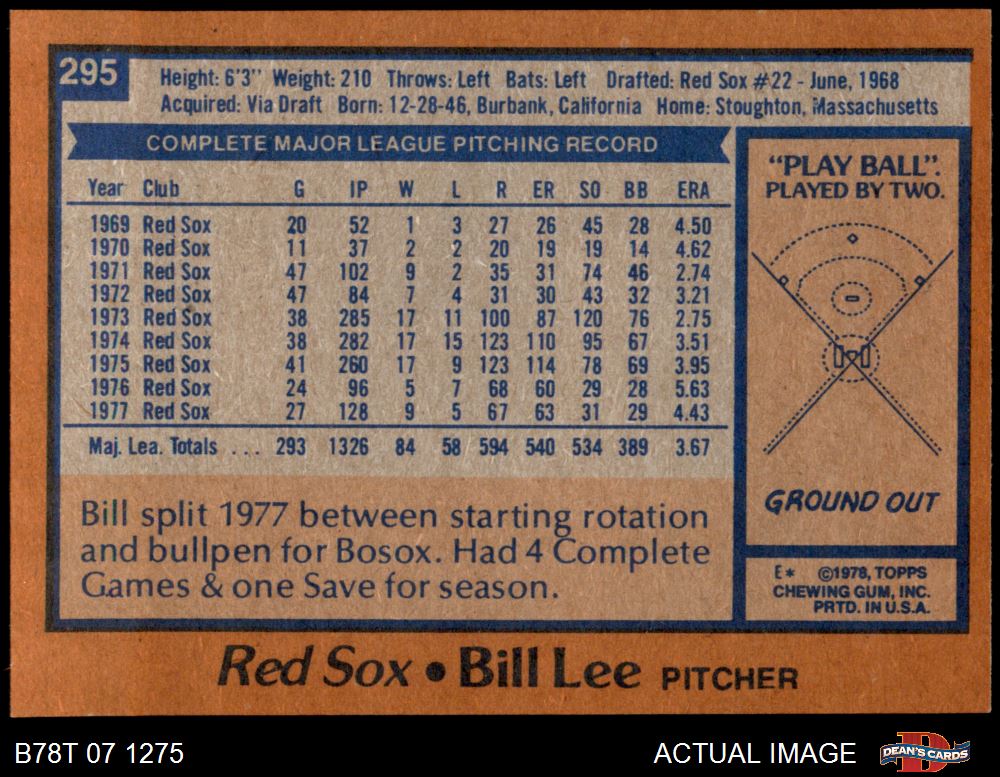 295
Height: 6'3" Weight: 210 Throws: Left Bats: Left Drafted: Red Sox #22 - June, 1968
Acquired: Via Draft Born: 12-28-46, Burbank, California Home: Stoughton, Massachusetts
COMPLETE MAJOR LEAGUE PITCHING RECORD
Year Club G IP W L R ER SO BB ERA
1969 Red Sox 20 52 1 3 27 26 45 28 4.50
1970 Red Sox 11 37 2 2 20 19 19 14 4.62
1971 Red Sox 47 102 9 2 35 31 74 46 2.74
1972 Red Sox 47 84 7 4 31 30 43 32 3.21
1973 Red Sox 38 285 17 11 100 87 120 76 2.75
1974 Red Sox 38 282 17 15 123 110 95 67 3.51
1975 Red Sox 41 260 17 9 123 114 78 69 3.95
1976 Red Sox 24 96 5 7 68 60 29 28 5.63
1977 Red Sox 27 128 9 5 67 63 31 29 4.43
Maj. Lea. Totals ... 293 1326 84 58 594 540 534 389 3.67
Bill split 1977 between starting rotation
and bullpen for Bosox. Had 4 Complete
Games & one Save for season.
"PLAY BALL".
PLAYED BY TWO.
GROUND OUT
E* ©1978, TOPPS
CHEWING GUM, INC.
PRTD. IN U.S.A.
Red Sox • Bill Lee PITCHER
B78T 07 1275
ACTUAL IMAGE
DEAN'S CARDS